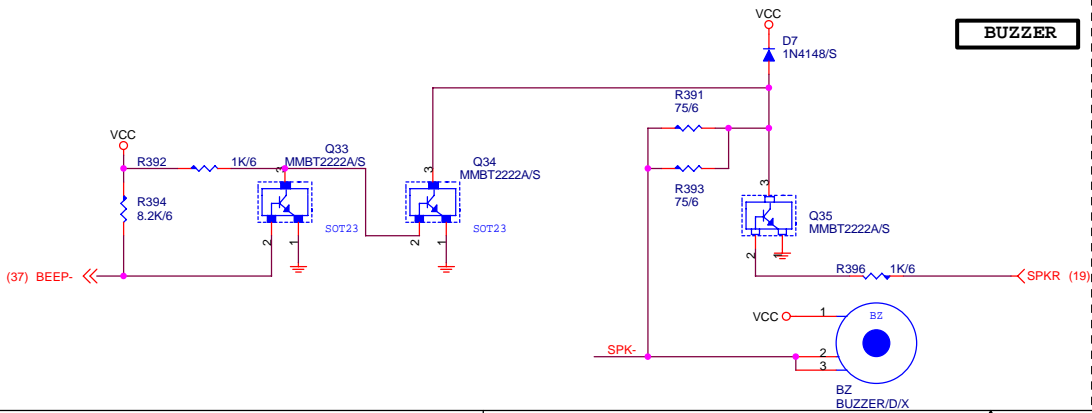 VCC
BUZZER
D7
1N4148/S
R391
75/6
VCC
R392
1K/6
Q33
MMBT2222A/S
3
Q34
MMBT2222A/S
3
R393
75/6
R394
8.2K/6
3
Q35
MMBT2222A/S
SOT23
SOT23
2
1
2
1
2
1
(37) BEEP-
R396
1K/6
SPKR (19)
VCC
1
BZ
SPK-
2
3
BZ
BUZZER/D/X